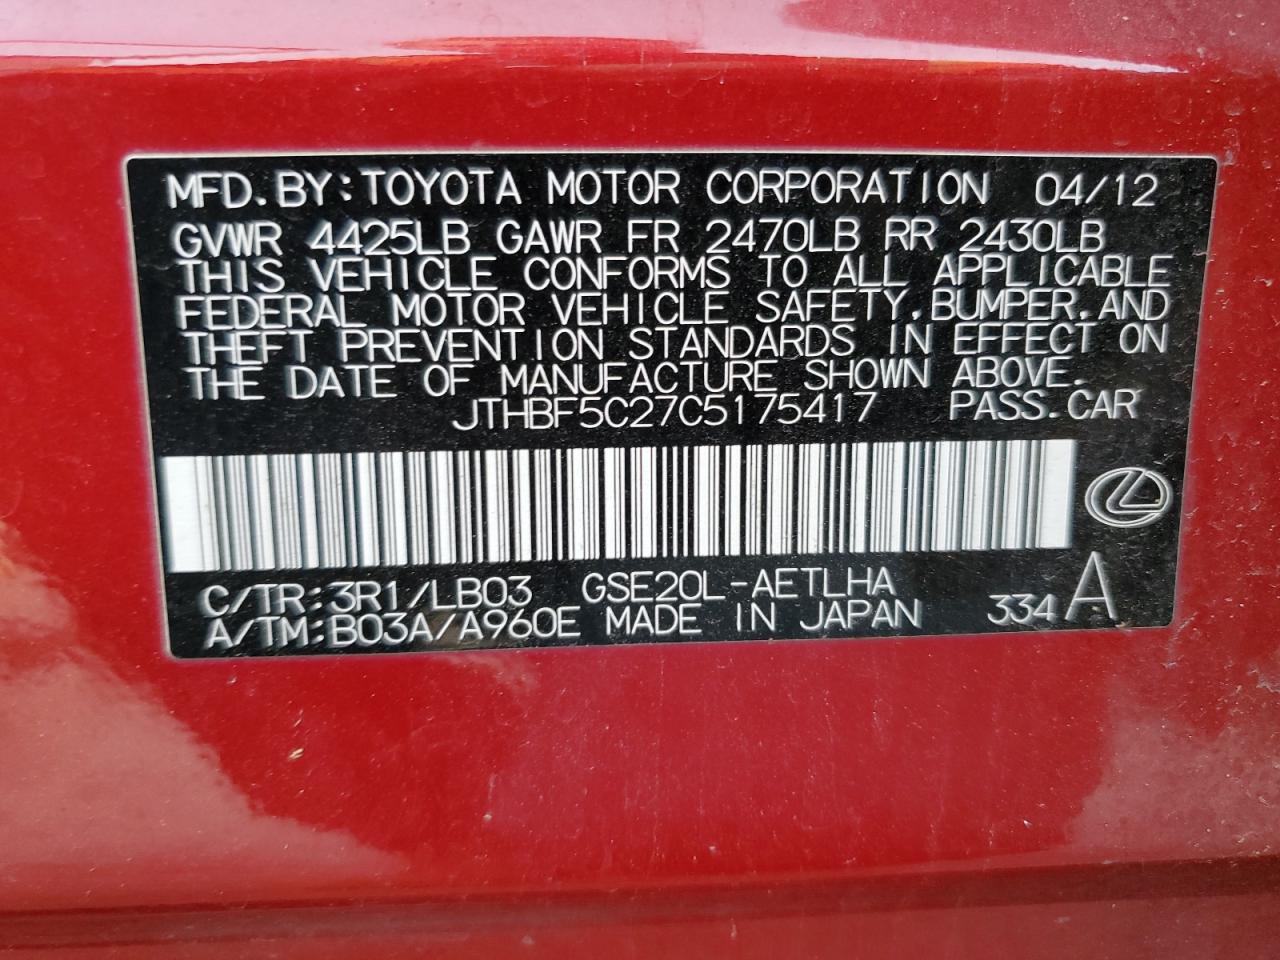 MFD. BY: TOYOTA MOTOR CORPORATION 04/12
GVWR 4425LB GAWR FR 2470LB RR 2430LB
THIS VEHICLE CONFORMS TO ALL APPLICABLE
FEDERAL MOTOR VEHICLE SAFETY, BUMPER, AND
THEFT PREVENTION STANDARDS IN EFFECT ON
THE DATE OF MANUFACTURE SHOWN ABOVE.
JTHBF5C27C5175417 PASS. CAR
C/TR: 3R1/LB03 GSE20L-AETLHA
A/TM: B03A/A960E MADE IN JAPAN 334 A